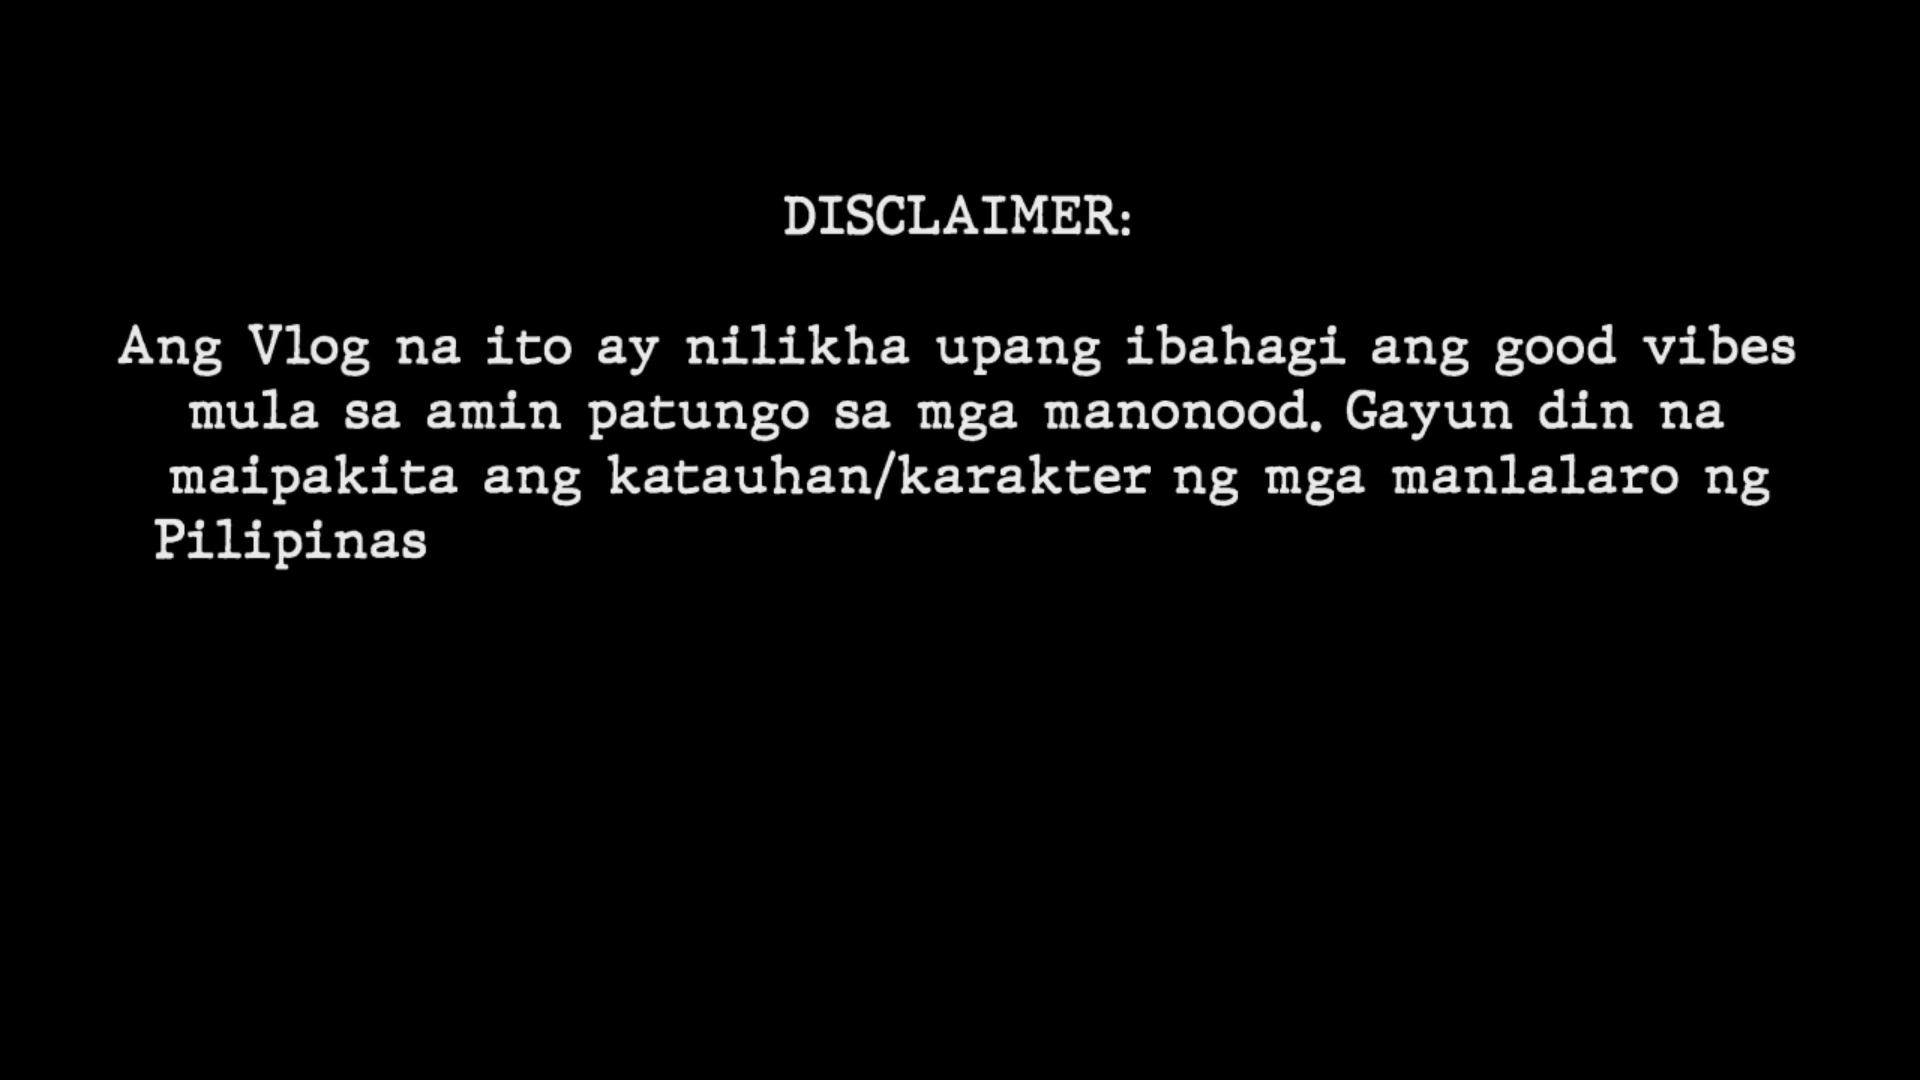 DISCLAIMER:
Ang Vlog na ito ay nilikha upang ibahagi ang good vibes
mula sa amin patungo sa mga manonood. Gayun din na
maipakita ang katauhan/karakter ng mga manlalaro ng
Pilipinas